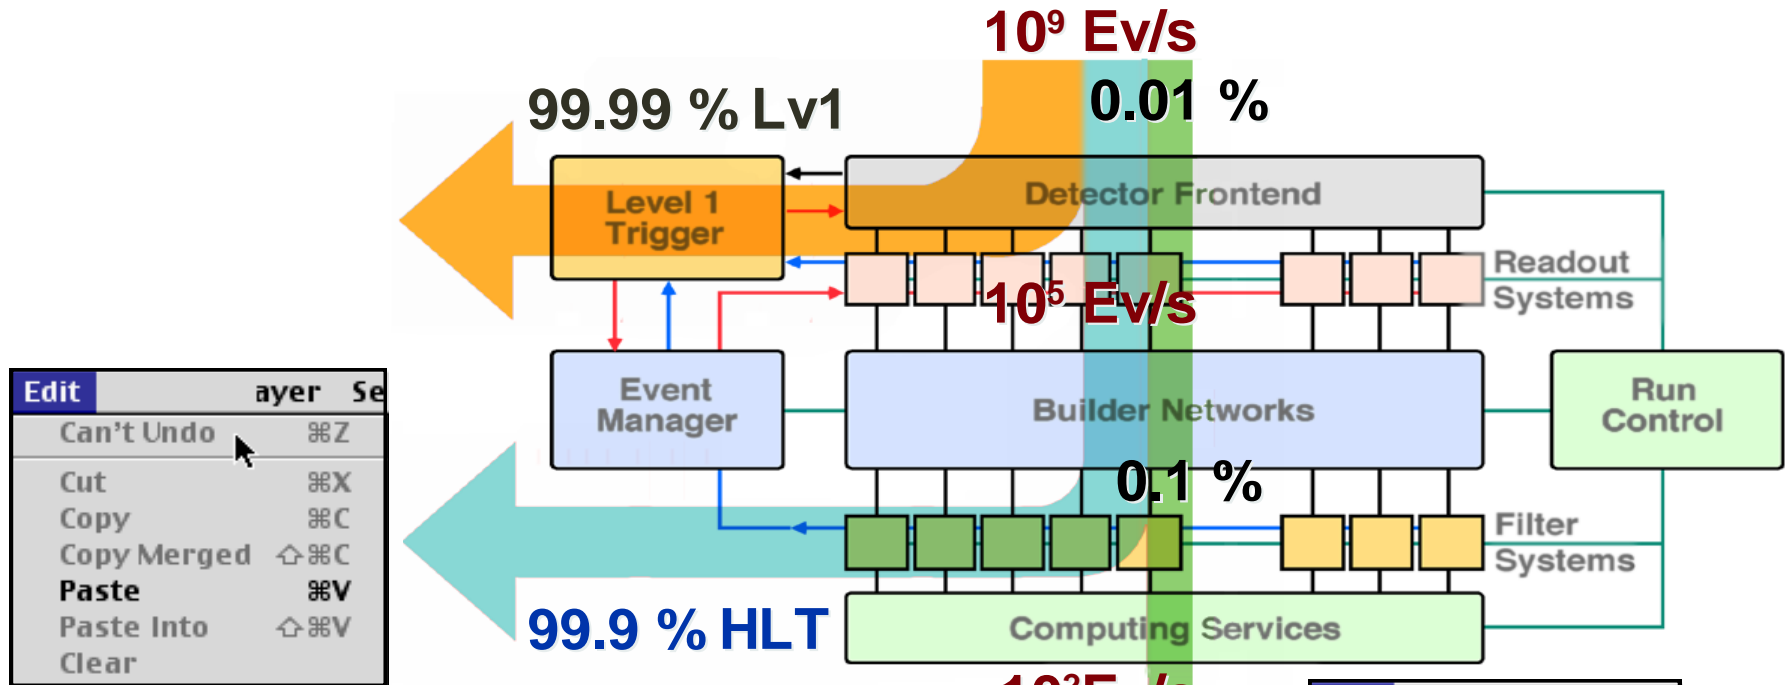 10⁹ Ev/s
99.99 % Lv1
0.01 %
Level 1
Trigger
Detector Frontend
Readout
Systems
10⁵ Ev/s
Event
Manager
Builder Networks
Run
Control
0.1 %
Filter
Systems
99.9 % HLT
Computing Services
10²Ev/s
Edit ayer Se
Can't Undo ⌘Z
Cut ⌘X
Copy ⌘C
Copy Merged ⇧⌘C
Paste ⌘V
Paste Into ⇧⌘V
Clear